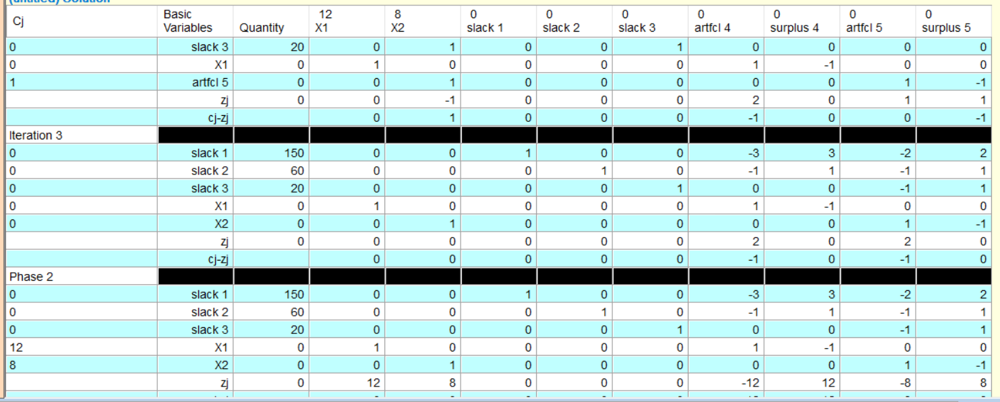 (untitled) Solution
Cj Basic Variables Quantity 12 X1 8 X2 0 slack 1 0 slack 2 0 slack 3 0 artfcl 4 0 surplus 4 0 artfcl 5 0 surplus 5
0 slack 3 20 0 1 0 0 1 0 0 0 0
0 X1 0 1 0 0 0 0 1 -1 0 0
1 artfcl 5 0 0 1 0 0 0 0 0 1 -1
zj 0 0 -1 0 0 0 2 0 1 1
cj-zj 0 1 0 0 0 -1 0 0 -1
Iteration 3
0 slack 1 150 0 0 1 0 0 -3 3 -2 2
0 slack 2 60 0 0 0 1 0 -1 1 -1 1
0 slack 3 20 0 0 0 0 1 0 0 -1 1
0 X1 0 1 0 0 0 0 1 -1 0 0
0 X2 0 0 1 0 0 0 0 0 1 -1
zj 0 0 0 0 0 0 2 0 2 0
cj-zj 0 0 0 0 0 -1 0 -1 0
Phase 2
0 slack 1 150 0 0 1 0 0 -3 3 -2 2
0 slack 2 60 0 0 0 1 0 -1 1 -1 1
0 slack 3 20 0 0 0 0 1 0 0 -1 1
12 X1 0 1 0 0 0 0 1 -1 0 0
8 X2 0 0 1 0 0 0 0 0 1 -1
zj 0 12 8 0 0 0 -12 12 -8 8